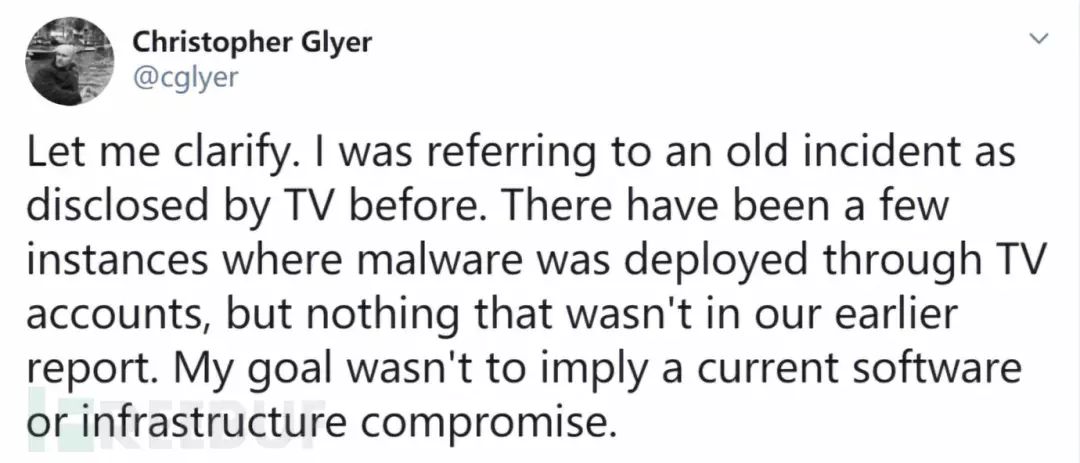 Christopher Glyer
@cglyer
Let me clarify. I was referring to an old incident as
disclosed by TV before. There have been a few
instances where malware was deployed through TV
accounts, but nothing that wasn't in our earlier
report. My goal wasn't to imply a current software
or infrastructure compromise.
FREEBUF